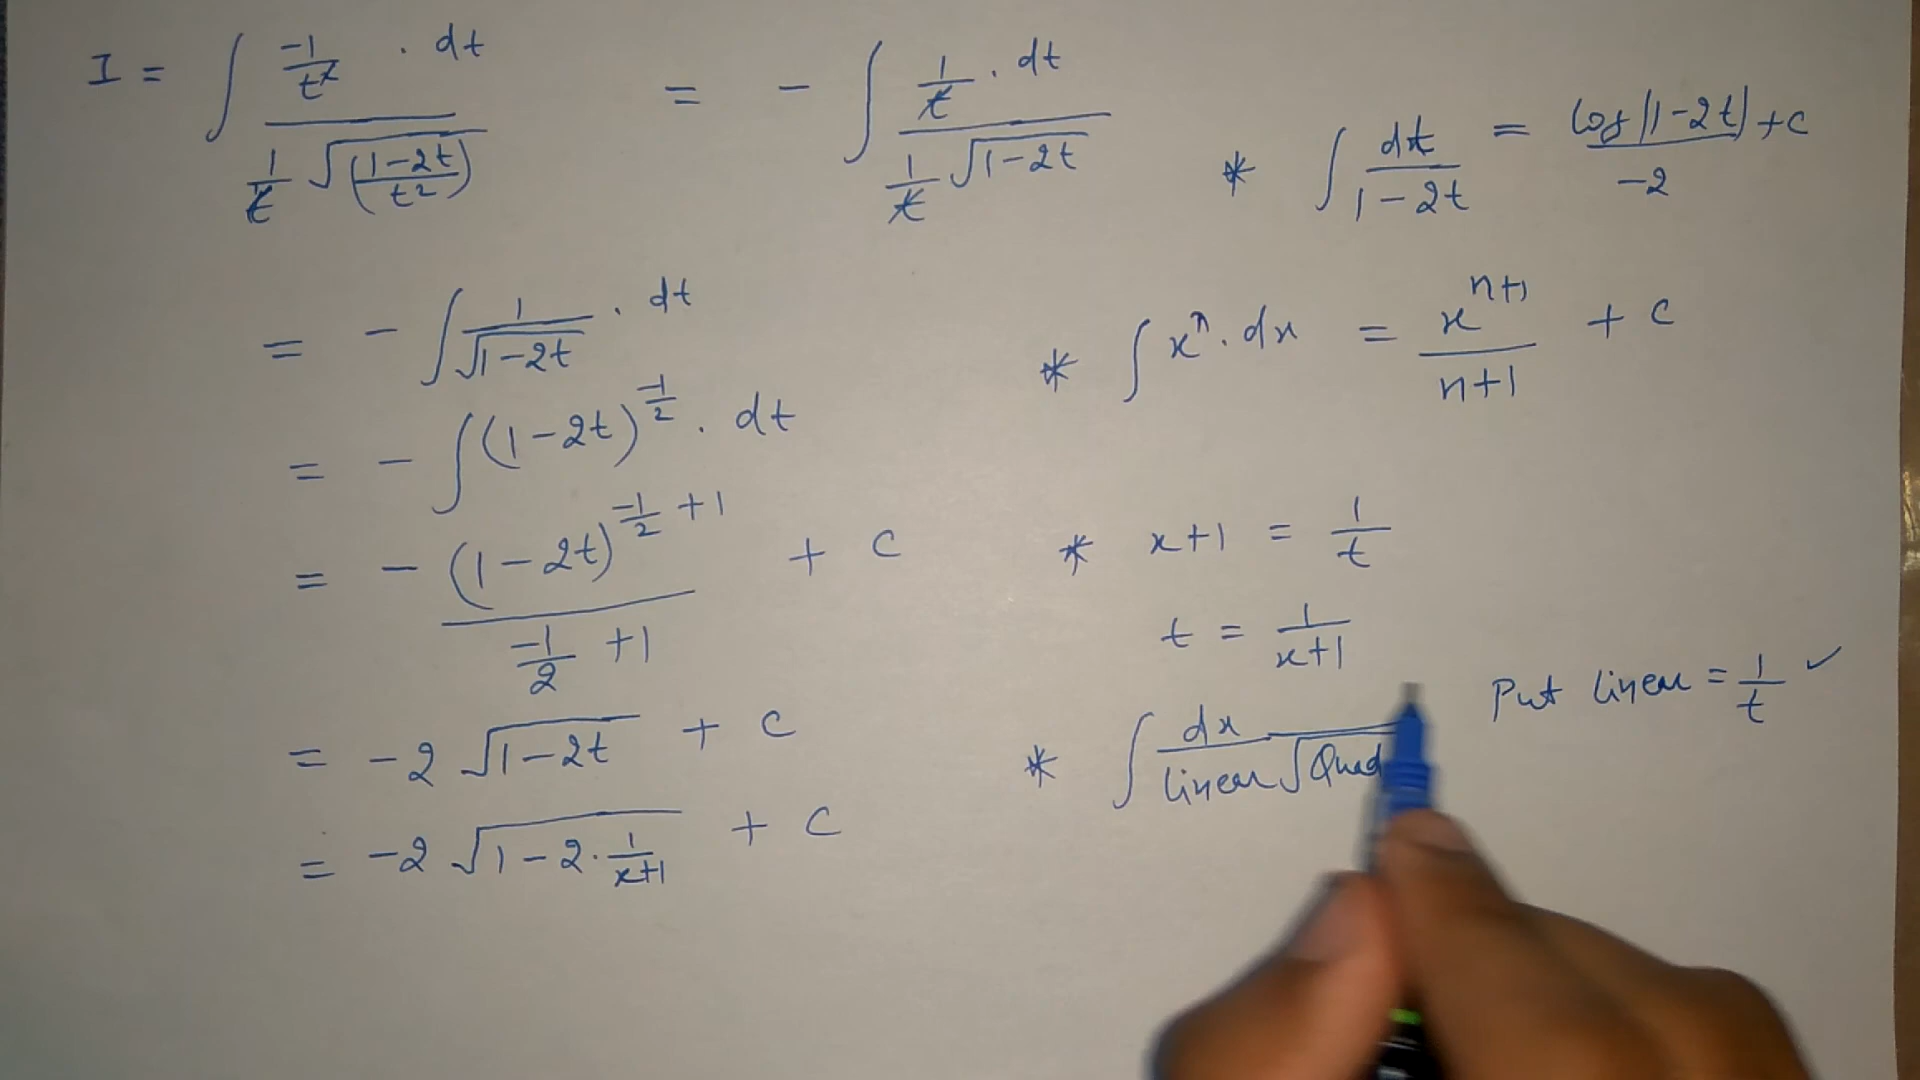 I = ∫ (-1/t² . dt) / (1/t √((1-2t)/t²)) = - ∫ (1/t . dt) / (1/t √(1-2t))
* ∫ dt/(1-2t) = log|1-2t|/-2 + c
= - ∫ 1/√(1-2t) . dt
* ∫ xⁿ . dx = x^(n+1)/(n+1) + c
= - ∫ (1-2t)^(-1/2) . dt
= - (1-2t)^(-1/2 + 1) / (-1/2 + 1) + c
* x+1 = 1/t
t = 1/(x+1)
Put linear = 1/t ✓
= -2 √(1-2t) + c
* ∫ dx / (linear √Quad)
= -2 √(1-2 . 1/(x+1)) + c